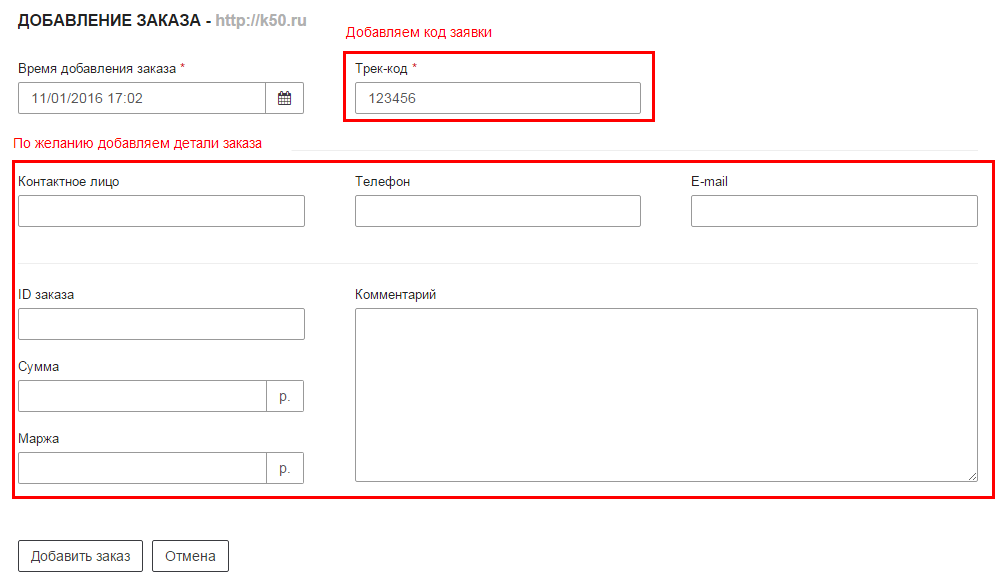 ДОБАВЛЕНИЕ ЗАКАЗА - http://k50.ru
Добавляем код заявки
Время добавления заказа *
Трек-код *
11/01/2016 17:02
123456
По желанию добавляем детали заказа
Контактное лицо
Телефон
E-mail
ID заказа
Комментарий
Сумма
р.
Маржа
р.
Добавить заказ
Отмена